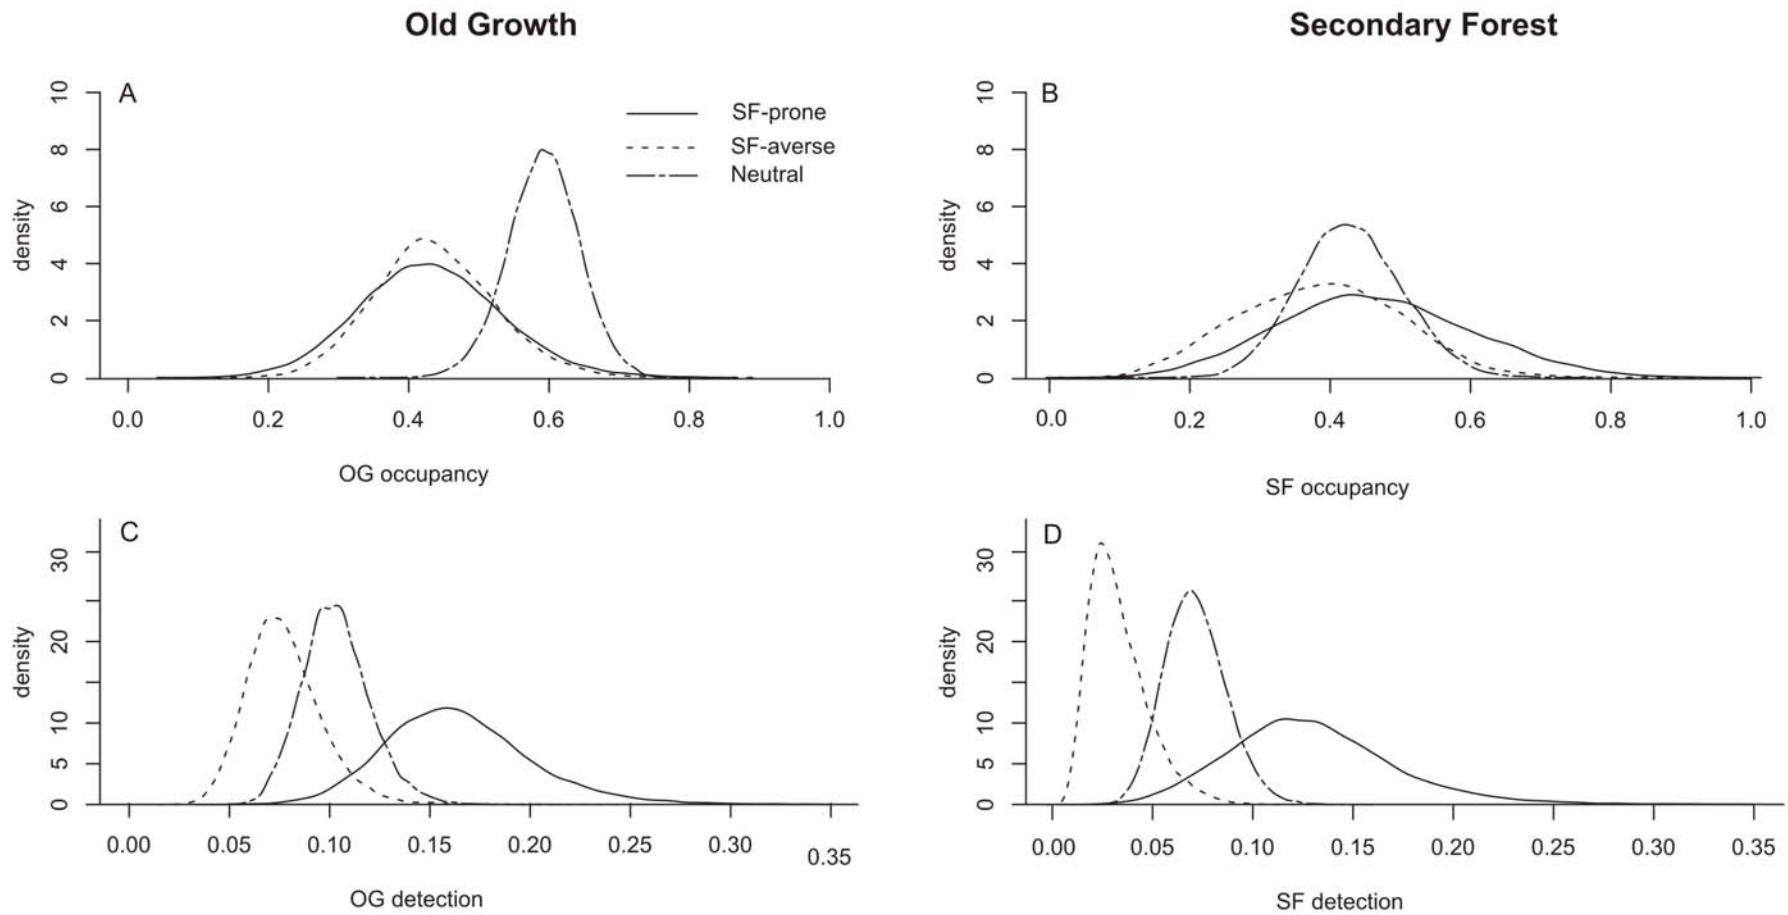 Old Growth
Secondary Forest
A
10
8
6
4
2
0
density
SF-prone
SF-averse
Neutral
0.0 0.2 0.4 0.6 0.8 1.0
OG occupancy
B
10
8
6
4
2
0
density
0.0 0.2 0.4 0.6 0.8 1.0
SF occupancy
C
30
20
10
5
0
density
0.00 0.05 0.10 0.15 0.20 0.25 0.30 0.35
OG detection
D
30
20
10
5
0
density
0.00 0.05 0.10 0.15 0.20 0.25 0.30 0.35
SF detection